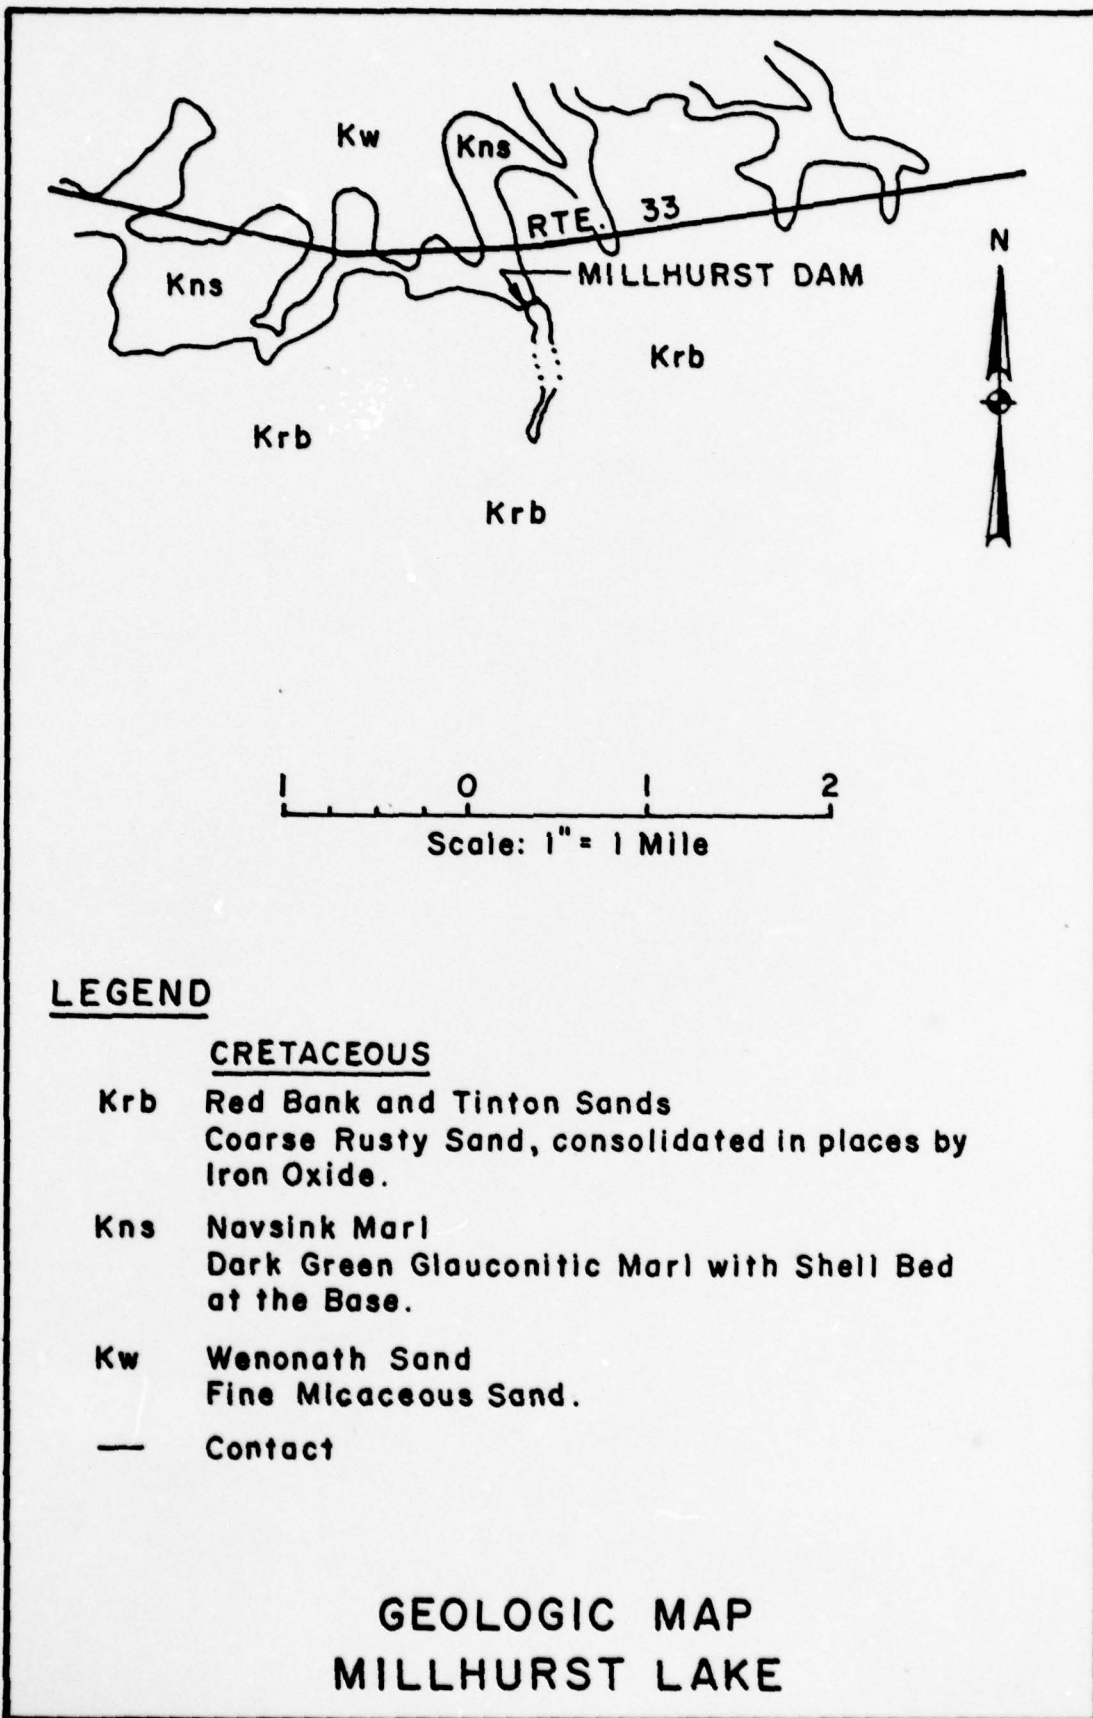 Kw
Kns
RTE. 33
N
Kns
MILLHURST DAM
Krb
Krb
Krb
1 0 1 2
Scale: 1" = 1 Mile
LEGEND
CRETACEOUS
Krb Red Bank and Tinton Sands
Coarse Rusty Sand, consolidated in places by
Iron Oxide.
Kns Navsink Marl
Dark Green Glauconitic Marl with Shell Bed
at the Base.
Kw Wenonath Sand
Fine Micaceous Sand.
— Contact
GEOLOGIC MAP
MILLHURST LAKE